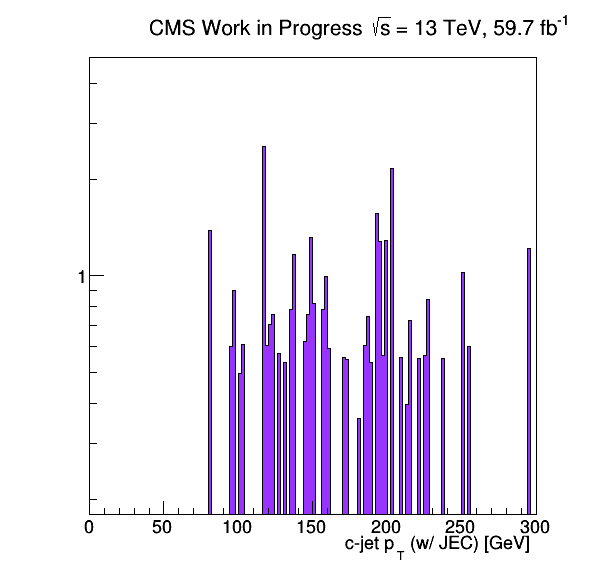 CMS Work in Progress √s = 13 TeV, 59.7 fb⁻¹
1
0 50 100 150 200 250 300
c-jet p_T (w/ JEC) [GeV]